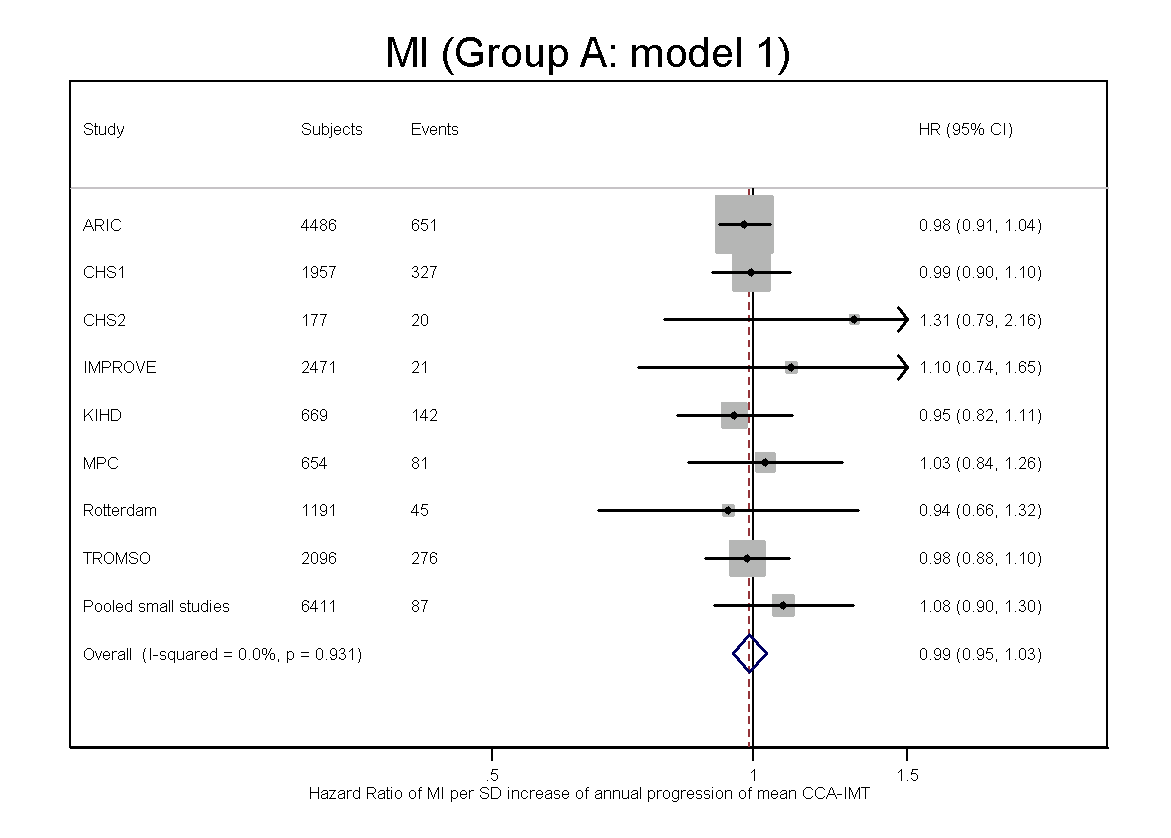 MI (Group A: model 1)
Study Subjects Events HR (95% CI)
ARIC 4486 651 0.98 (0.91, 1.04)
CHS1 1957 327 0.99 (0.90, 1.10)
CHS2 177 20 1.31 (0.79, 2.16)
IMPROVE 2471 21 1.10 (0.74, 1.65)
KIHD 669 142 0.95 (0.82, 1.11)
MPC 654 81 1.03 (0.84, 1.26)
Rotterdam 1191 45 0.94 (0.66, 1.32)
TROMSO 2096 276 0.98 (0.88, 1.10)
Pooled small studies 6411 87 1.08 (0.90, 1.30)
Overall (I-squared = 0.0%, p = 0.931) 0.99 (0.95, 1.03)
.5 1 1.5
Hazard Ratio of MI per SD increase of annual progression of mean CCA-IMT